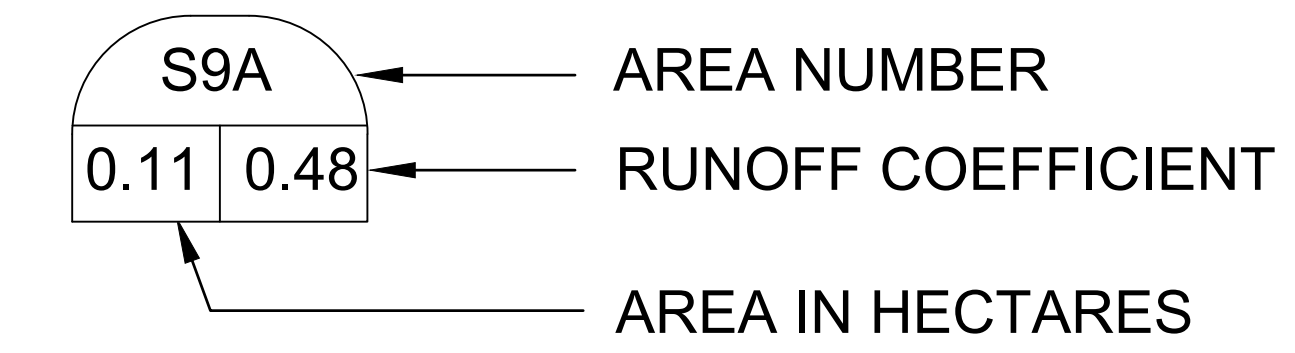 S9A
AREA NUMBER
0.11 0.48
RUNOFF COEFFICIENT
AREA IN HECTARES